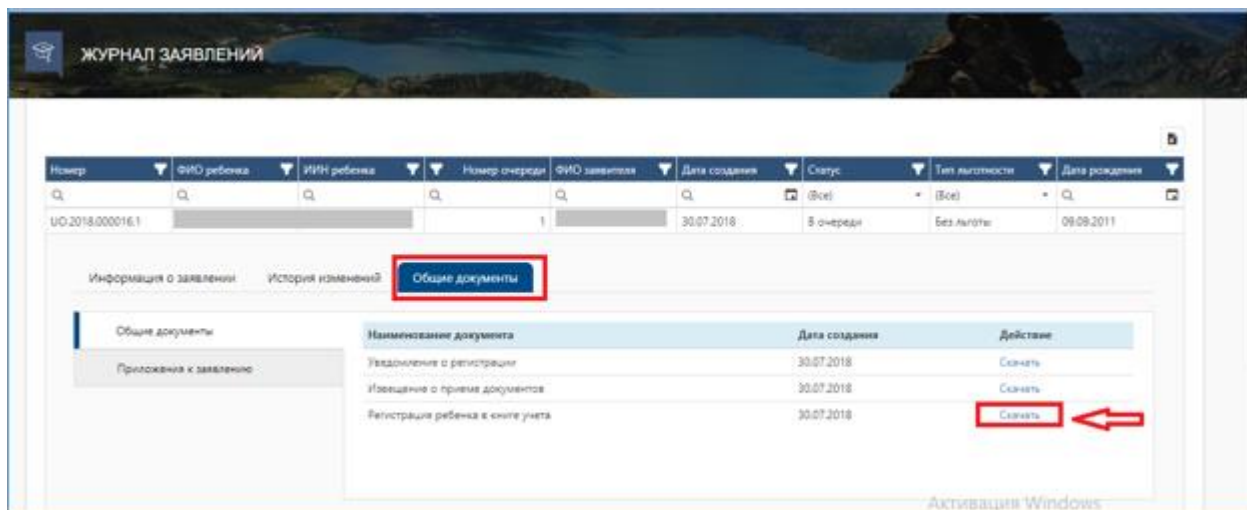 ЖУРНАЛ ЗАЯВЛЕНИЙ
Номер ФИО ребенка ИИН ребенка Номер очереди ФИО заявителя Дата создания Статус Тип льготности Дата рождения
(Все) (Все)
UO.2018.000016.1 1 30.07.2018 В очереди Без льготы 09.09.2011
Информация о заявлении История изменений Общие документы
Общие документы
Приложения к заявлению
Наименование документа Дата создания Действие
Уведомление о регистрации 30.07.2018 Скачать
Извещение о приеме документов 30.07.2018 Скачать
Регистрация ребенка в книге учета 30.07.2018 Скачать
Активация Windows